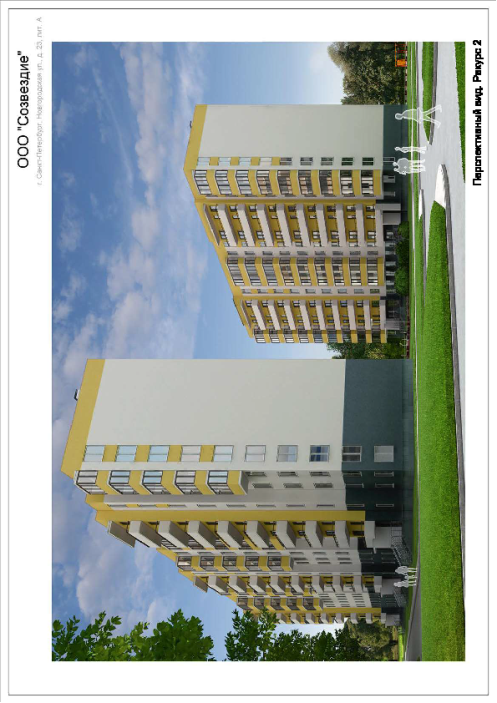 ООО "Созвездие"
г. Санкт-Петербург, Новгородская ул., д. 23, лит. А
Перспективный вид. Ракурс 2